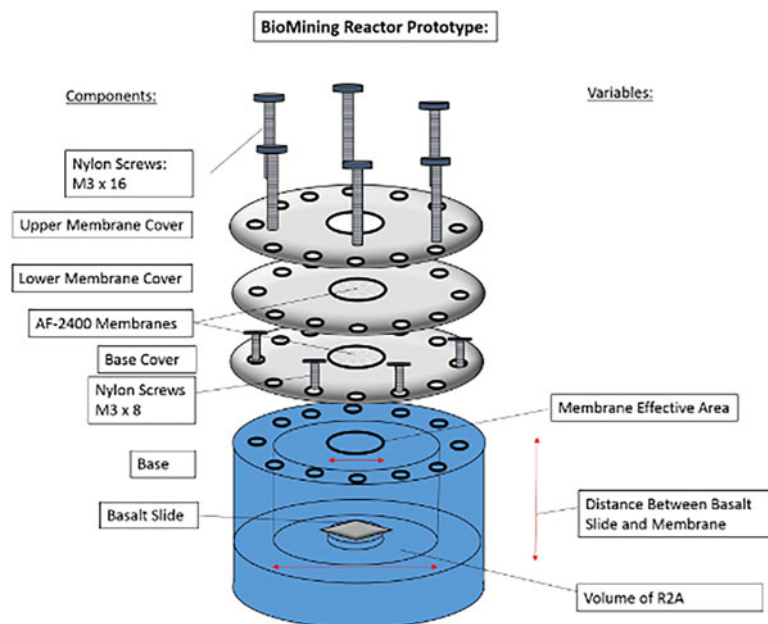 BioMining Reactor Prototype:
Components:
Variables:
Nylon Screws:
M3 x 16
Upper Membrane Cover
Lower Membrane Cover
AF-2400 Membranes
Base Cover
Nylon Screws
M3 x 8
Membrane Effective Area
Base
Distance Between Basalt
Slide and Membrane
Basalt Slide
Volume of R2A